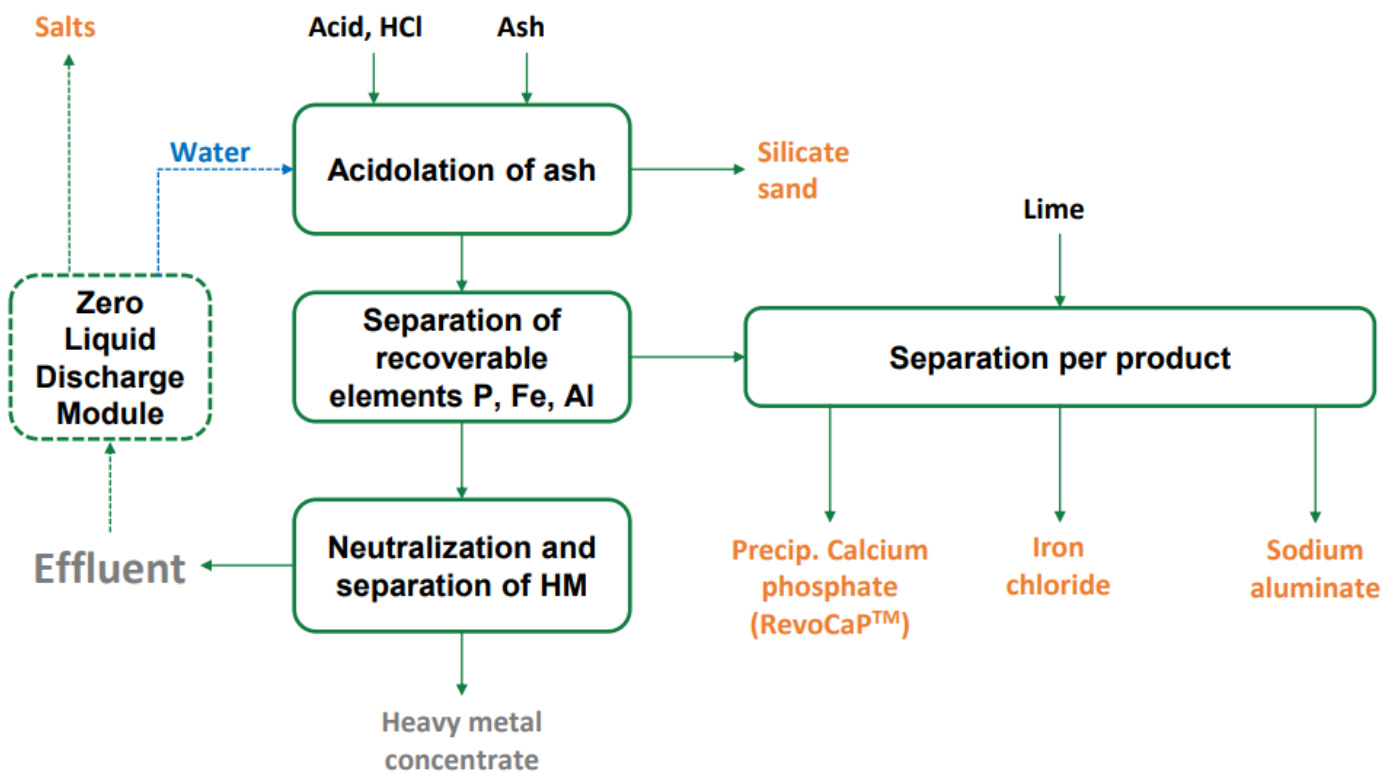 Salts
Acid, HCl
Ash
Water
Acidolation of ash
Silicate
sand
Lime
Zero
Liquid
Discharge
Module
Separation of
recoverable
elements P, Fe, Al
Separation per product
Effluent
Neutralization and
separation of HM
Precip. Calcium
phosphate
(RevoCaP™)
Iron
chloride
Sodium
aluminate
Heavy metal
concentrate